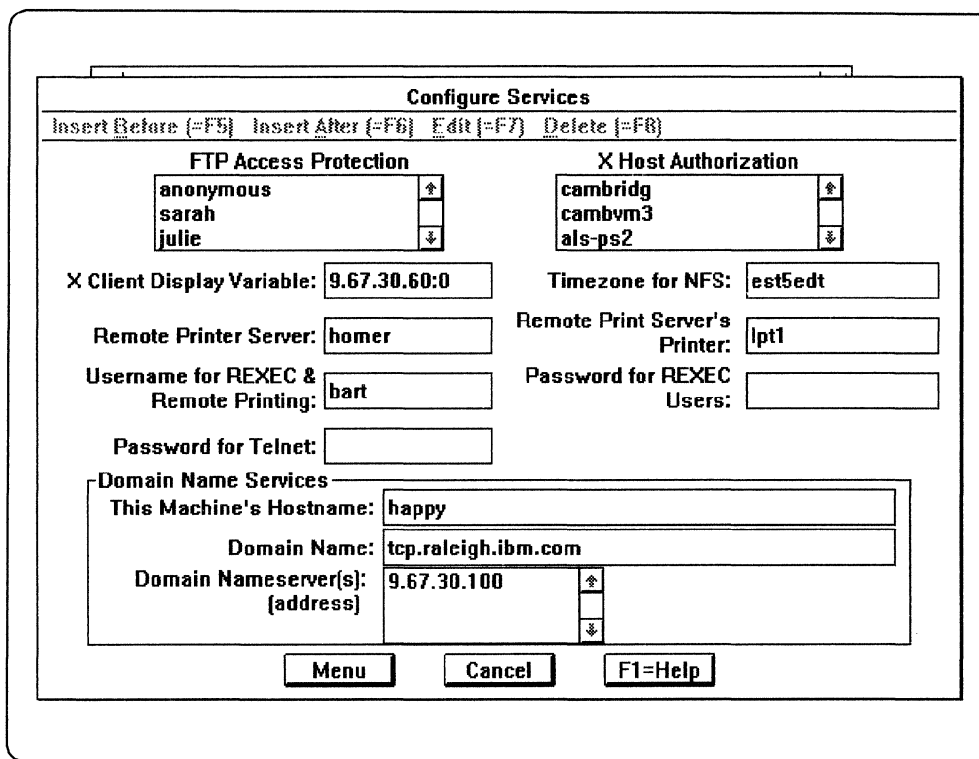 Configure Services
Insert Before (=F5) Insert After (=F6) Edit (=F7) Delete (=F8)
FTP Access Protection
anonymous
sarah
julie
X Host Authorization
cambridg
cambvm3
als-ps2
X Client Display Variable: 9.67.30.60:0
Timezone for NFS: est5edt
Remote Printer Server: homer
Remote Print Server's
Printer: lpt1
Username for REXEC &
Remote Printing: bart
Password for REXEC
Users:
Password for Telnet:
Domain Name Services
This Machine's Hostname: happy
Domain Name: tcp.raleigh.ibm.com
Domain Nameserver(s): 9.67.30.100
(address)
Menu Cancel F1=Help